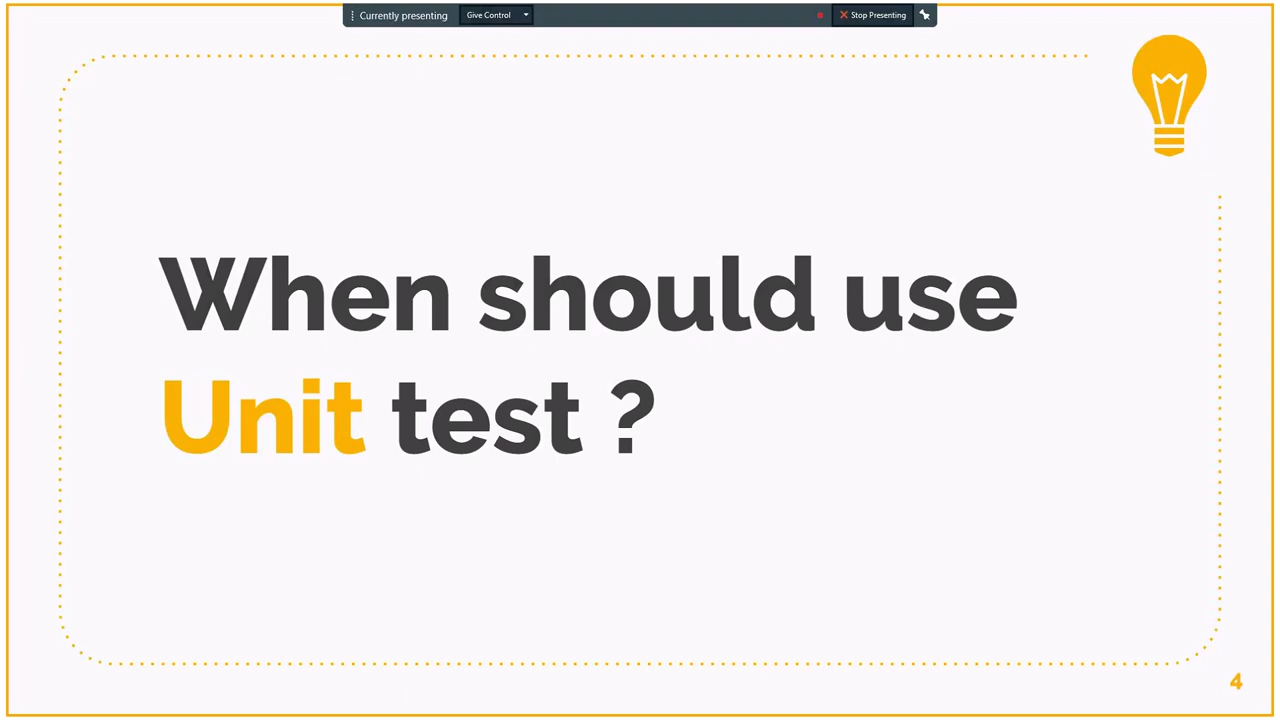 Currently presenting Give Control Stop Presenting
When should use
Unit test ?
4